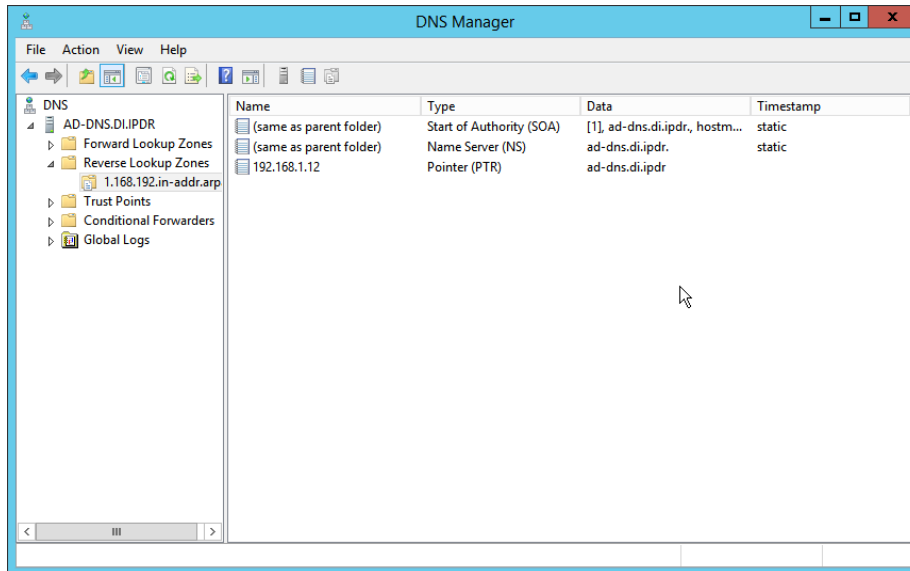 DNS Manager
File Action View Help
DNS
AD-DNS.DI.IPDR
Forward Lookup Zones
Reverse Lookup Zones
1.168.192.in-addr.arp
Trust Points
Conditional Forwarders
Global Logs
Name Type Data Timestamp
(same as parent folder) Start of Authority (SOA) [1], ad-dns.di.ipdr., hostm... static
(same as parent folder) Name Server (NS) ad-dns.di.ipdr. static
192.168.1.12 Pointer (PTR) ad-dns.di.ipdr